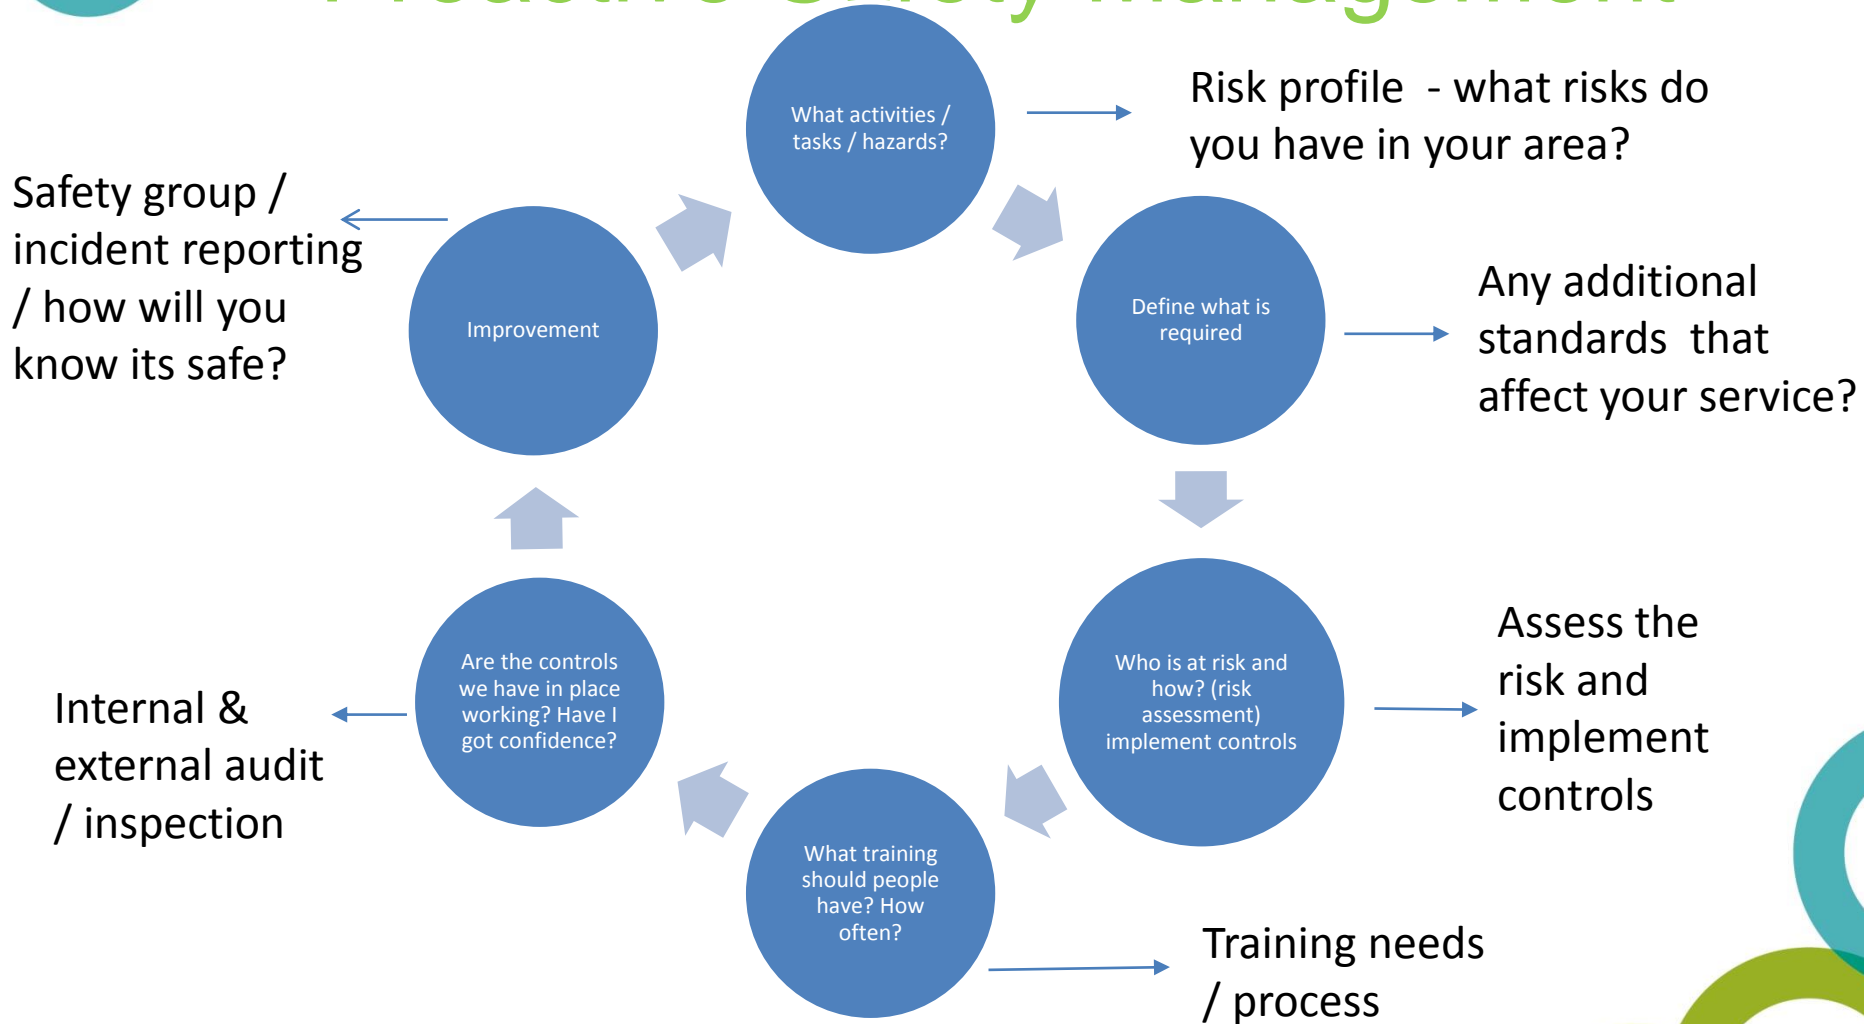 Proactive Safety Management
What activities /
tasks / hazards?
Risk profile - what risks do
you have in your area?
Define what is
required
Any additional
standards that
affect your service?
Who is at risk and
how? (risk
assessment)
implement controls
Assess the
risk and
implement
controls
What training
should people
have? How
often?
Training needs
/ process
Are the controls
we have in place
working? Have I
got confidence?
Internal &
external audit
/ inspection
Improvement
Safety group /
incident reporting
/ how will you
know its safe?